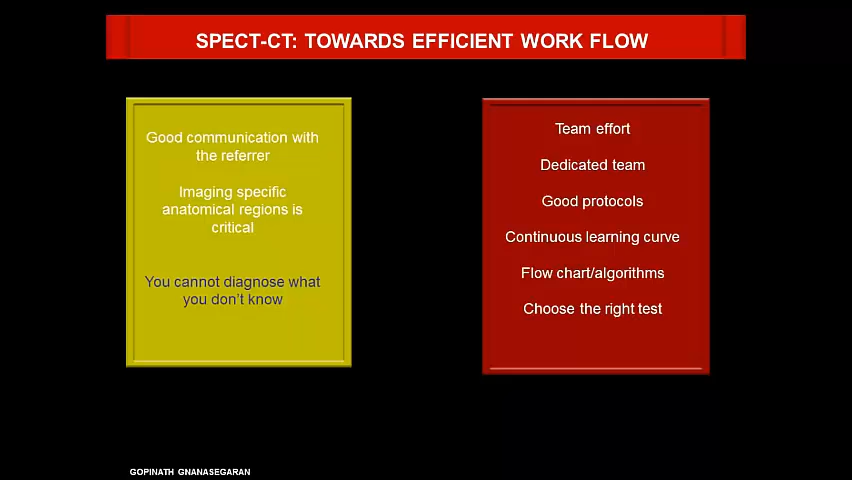 SPECT-CT: TOWARDS EFFICIENT WORK FLOW
Good communication with
the referrer
Imaging specific
anatomical regions is
critical
You cannot diagnose what
you don't know
Team effort
Dedicated team
Good protocols
Continuous learning curve
Flow chart/algorithms
Choose the right test
GOPINATH GNANASEGARAN